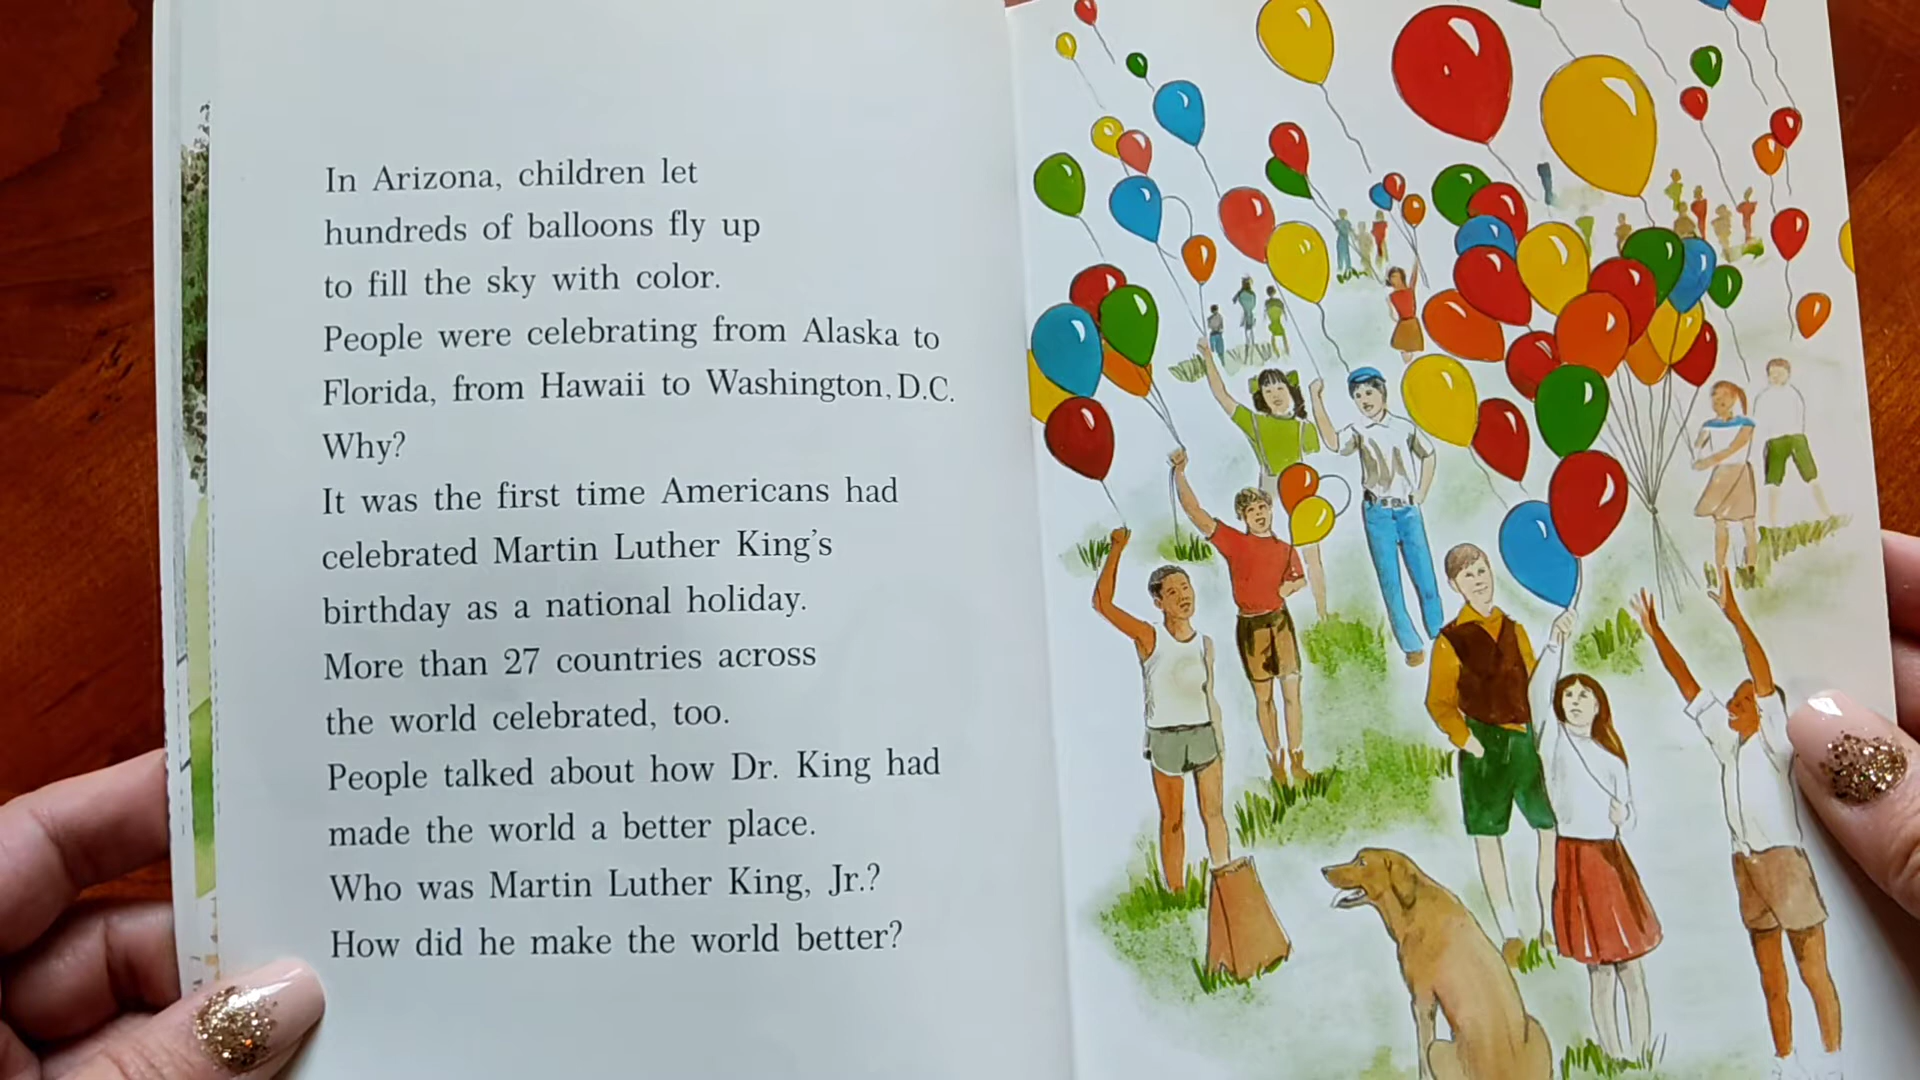 In Arizona, children let
hundreds of balloons fly up
to fill the sky with color.
People were celebrating from Alaska to
Florida, from Hawaii to Washington, D.C.
Why?
It was the first time Americans had
celebrated Martin Luther King's
birthday as a national holiday.
More than 27 countries across
the world celebrated, too.
People talked about how Dr. King had
made the world a better place.
Who was Martin Luther King, Jr.?
How did he make the world better?